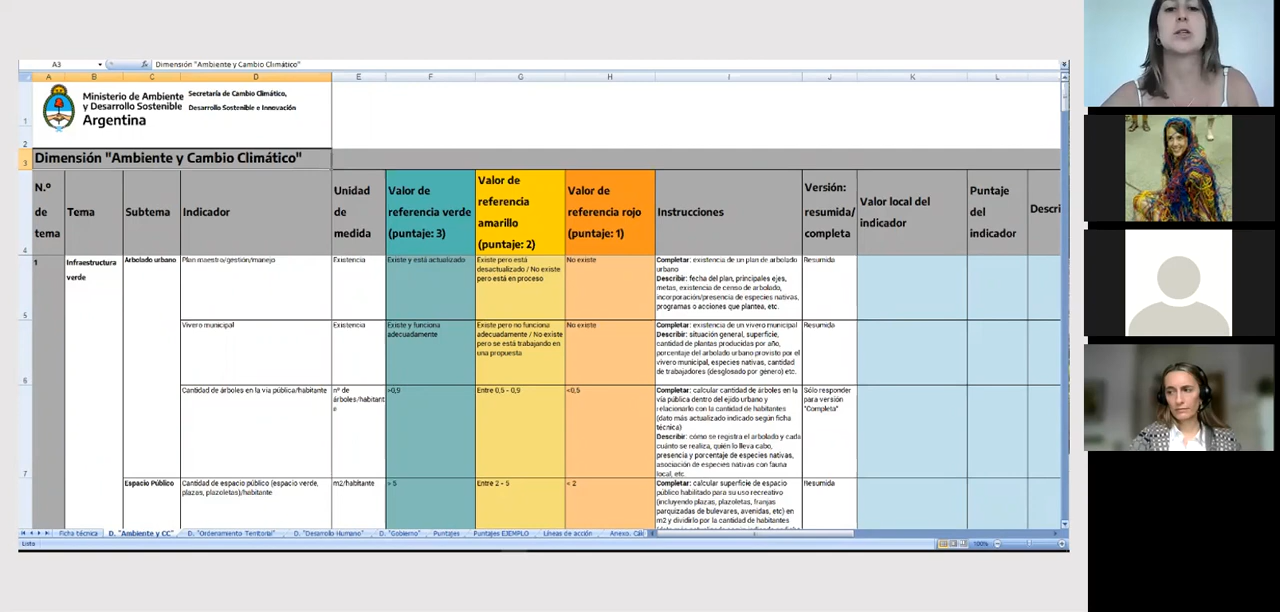 A3
Dimensión "Ambiente y Cambio Climático"
A B C D E F G H I J K L
1
Ministerio de Ambiente
y Desarrollo Sostenible
Argentina
Secretaría de Cambio Climático,
Desarrollo Sostenible e Innovación
2
3
Dimensión "Ambiente y Cambio Climático"
4
N.º
de
tema
Tema
Subtema
Indicador
Unidad
de
medida
Valor de
referencia verde
(puntaje: 3)
Valor de
referencia
amarillo
(puntaje: 2)
Valor de
referencia rojo
(puntaje: 1)
Instrucciones
Versión:
resumida/
completa
Valor local del
indicador
Puntaje
del
indicador
Descri
5
1
Infraestructura
verde
Arbolado urbano
Plan maestro/gestión/manejo
Existencia
Existe y está actualizado
Existe pero está
desactualizado / No existe
pero está en proceso
No existe
Completar: existencia de un plan de arbolado
urbano
Describir: fecha del plan, principales ejes,
metas, existencia de censo de arbolado,
incorporación/presencia de especies nativas,
programas o acciones que plantea, etc.
Resumida
6
Vivero municipal
Existencia
Existe y funciona
adecuadamente
Existe pero no funciona
adecuadamente / No existe
pero se está trabajando en
una propuesta
No existe
Completar: existencia de un vivero municipal
Describir: situación general, superficie,
cantidad de plantas producidas por año,
porcentaje del arbolado urbano provisto por el
vivero municipal, especies nativas, cantidad
de trabajadores (desglosado por género) etc.
Resumida
7
Cantidad de árboles en la vía pública/habitante
nº de
árboles/habitant
e
>0,9
Entre 0,5 - 0,9
<0,5
Completar: calcular cantidad de árboles en la
vía pública dentro del ejido urbano y
relacionarlo con la cantidad de habitantes
(dato más actualizado indicado según ficha
técnica)
Describir: cómo se registra el arbolado y cada
cuánto se realiza, quién lo lleva cabo,
presencia y porcentaje de especies nativas,
asociación de especies nativas con fauna
local, etc
Sólo responder
para versión
"Completa"
Espacio Público
Cantidad de espacio público (espacio verde,
plazas, plazoletas)/habitante
m2/habitante
> 5
Entre 2 - 5
< 2
Completar: calcular superficie de espacio
público habilitado para su uso recreativo
(incluyendo plazas, plazoletas, franjas
parquizadas de bulevares, avenidas, etc) en
m2 y dividirlo por la cantidad de habitantes
Resumida
Ficha técnica D. "Ambiente y CC" D. "Ordenamiento Territorial" D. "Desarrollo Humano" D. "Gobierno" Puntajes Puntajes EJEMPLO Líneas de acción Anexo. Cálc
Listo
100%